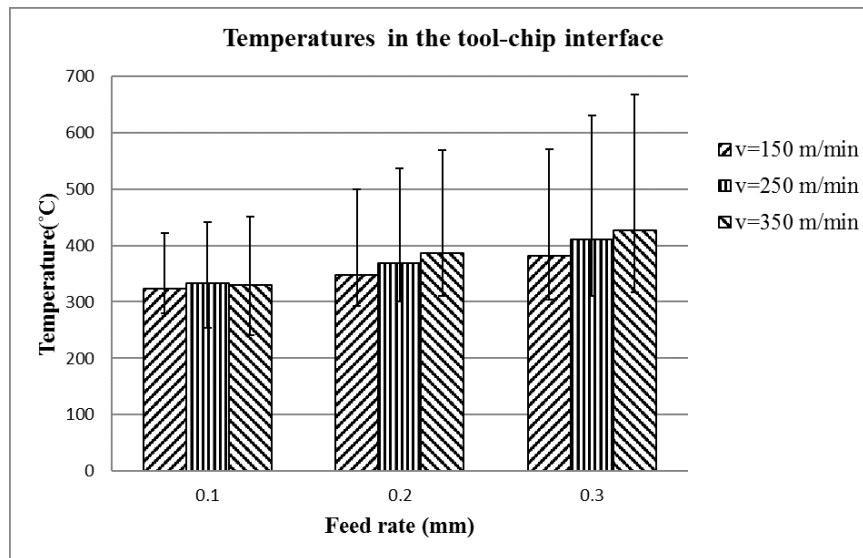 Temperatures in the tool-chip interface
700
600
500
400
300
200
100
0
Temperature(˚C)
0.1 0.2 0.3
Feed rate (mm)
v=150 m/min
v=250 m/min
v=350 m/min